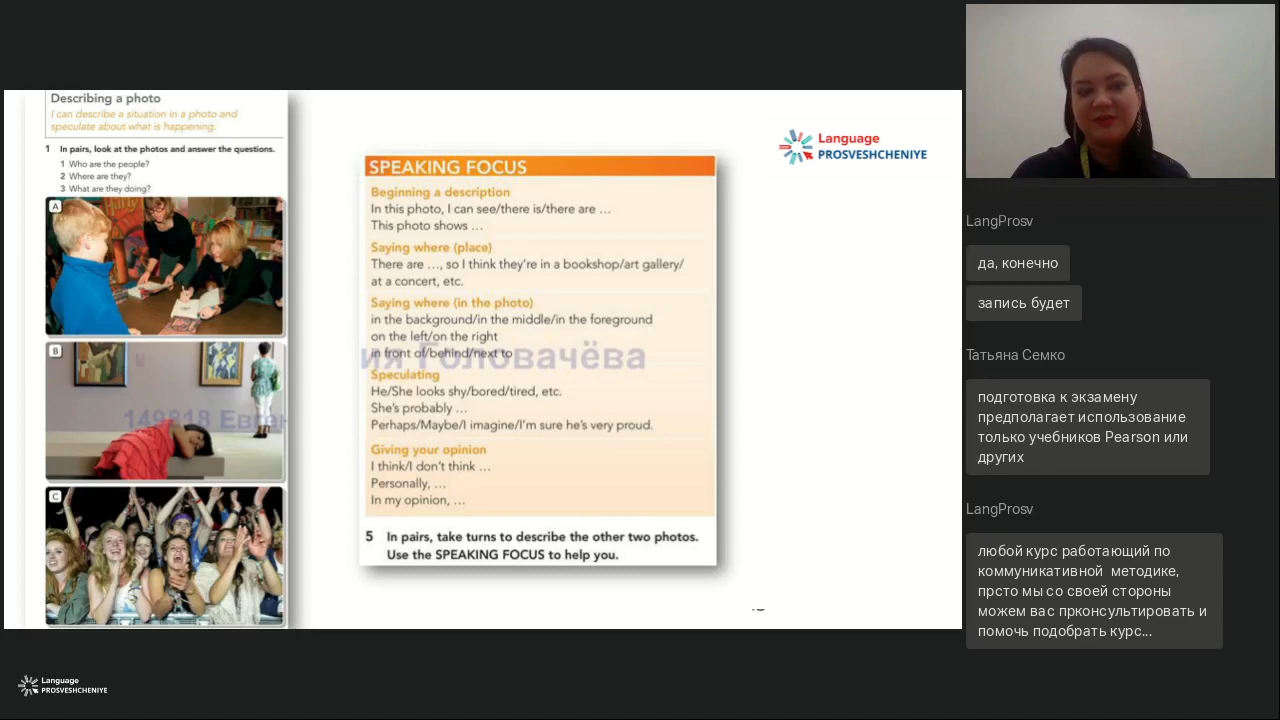 Describing a photo
I can describe a situation in a photo and
speculate about what is happening.
1 In pairs, look at the photos and answer the questions.
1 Who are the people?
2 Where are they?
3 What are they doing?
A
B
149818 Евген
C
Language
PROSVESHCHENIYE
SPEAKING FOCUS
Beginning a description
In this photo, I can see/there is/there are …
This photo shows …
Saying where (place)
There are …, so I think they're in a bookshop/art gallery/
at a concert, etc.
Saying where (in the photo)
in the background/in the middle/in the foreground
on the left/on the right
in front of/behind/next to
ия Головачёва
Speculating
He/She looks shy/bored/tired, etc.
She's probably …
Perhaps/Maybe/I imagine/I'm sure he's very proud.
Giving your opinion
I think/I don't think …
Personally, …
In my opinion, …
5 In pairs, take turns to describe the other two photos.
Use the SPEAKING FOCUS to help you.
Language
PROSVESHCHENIYE
LangProsv
да, конечно
запись будет
Татьяна Семко
подготовка к экзамену
предполагает использование
только учебников Pearson или
других
LangProsv
любой курс работающий по
коммуникативной методике,
прсто мы со своей стороны
можем вас прконсультировать и
помочь подобрать курс...